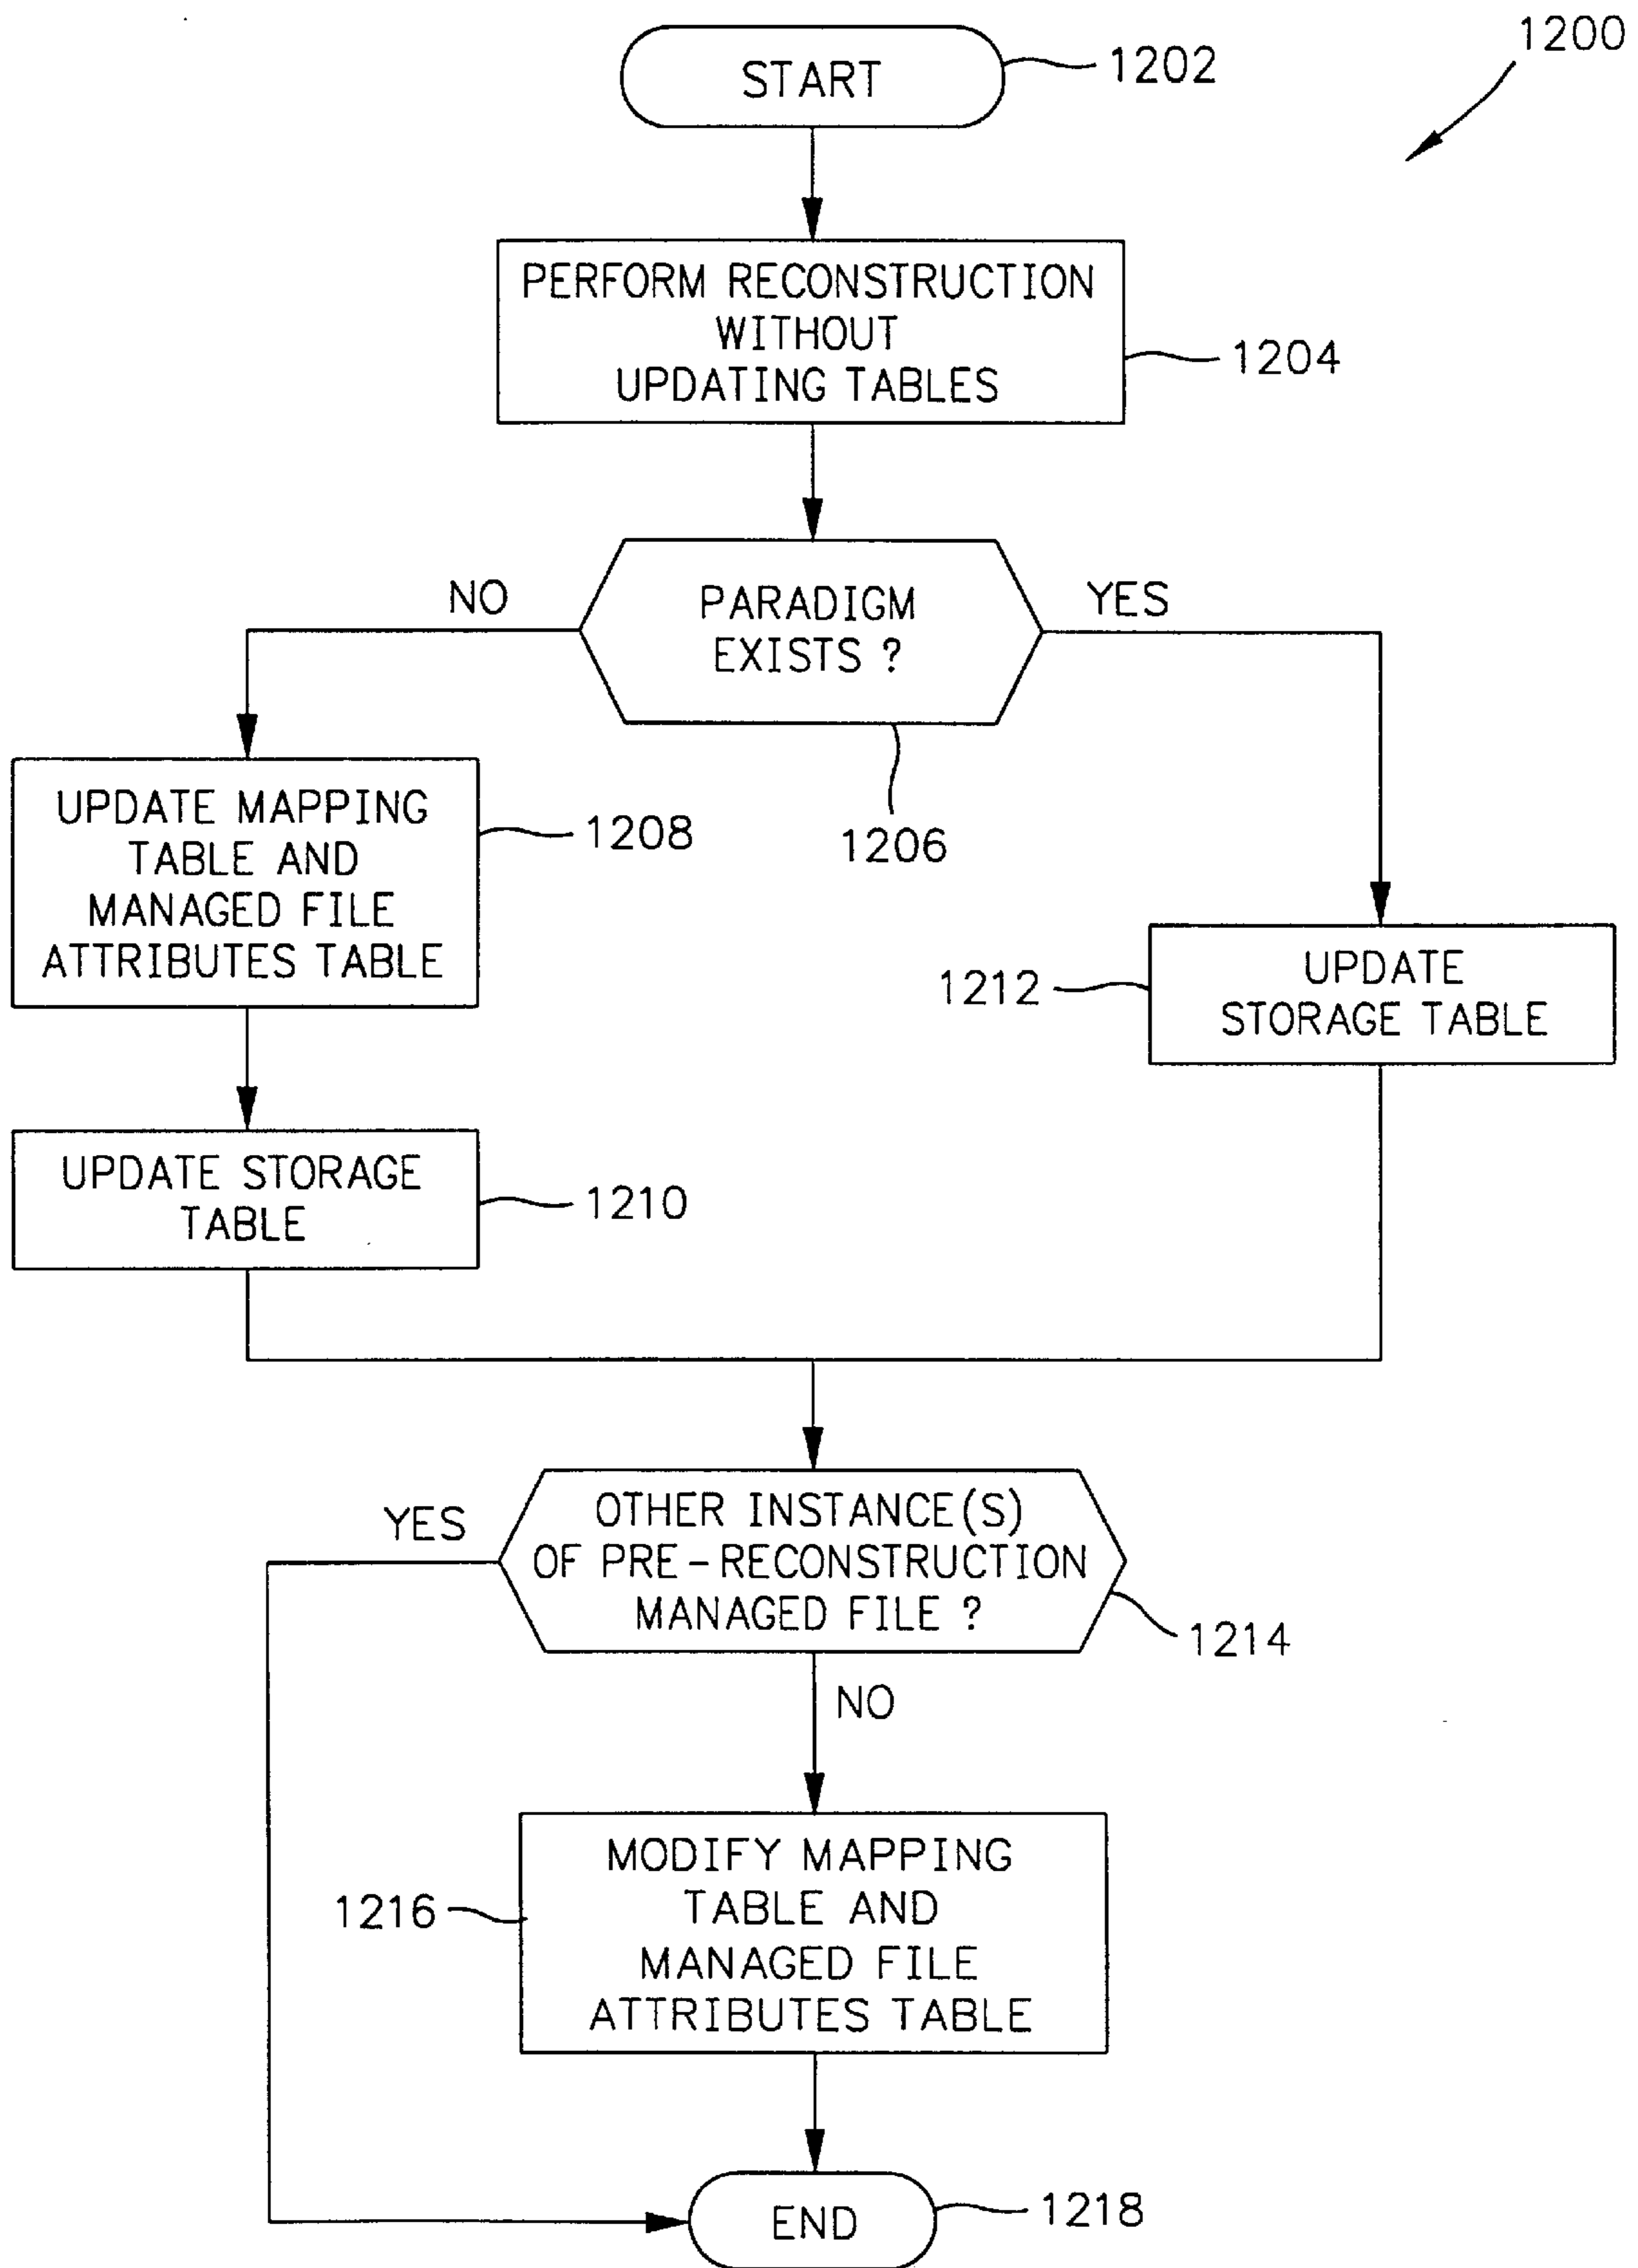 1200
START
1202
PERFORM RECONSTRUCTION
WITHOUT
UPDATING TABLES
1204
NO
PARADIGM
EXISTS ?
YES
1206
UPDATE MAPPING
TABLE AND
MANAGED FILE
ATTRIBUTES TABLE
1208
1212
UPDATE
STORAGE TABLE
UPDATE STORAGE
TABLE
1210
YES
OTHER INSTANCE(S)
OF PRE-RECONSTRUCTION
MANAGED FILE ?
1214
NO
1216
MODIFY MAPPING
TABLE AND
MANAGED FILE
ATTRIBUTES TABLE
END
1218